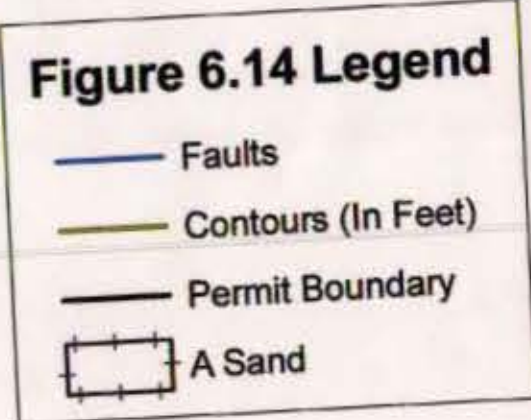 Figure 6.14 Legend
Faults
Contours (In Feet)
Permit Boundary
A Sand